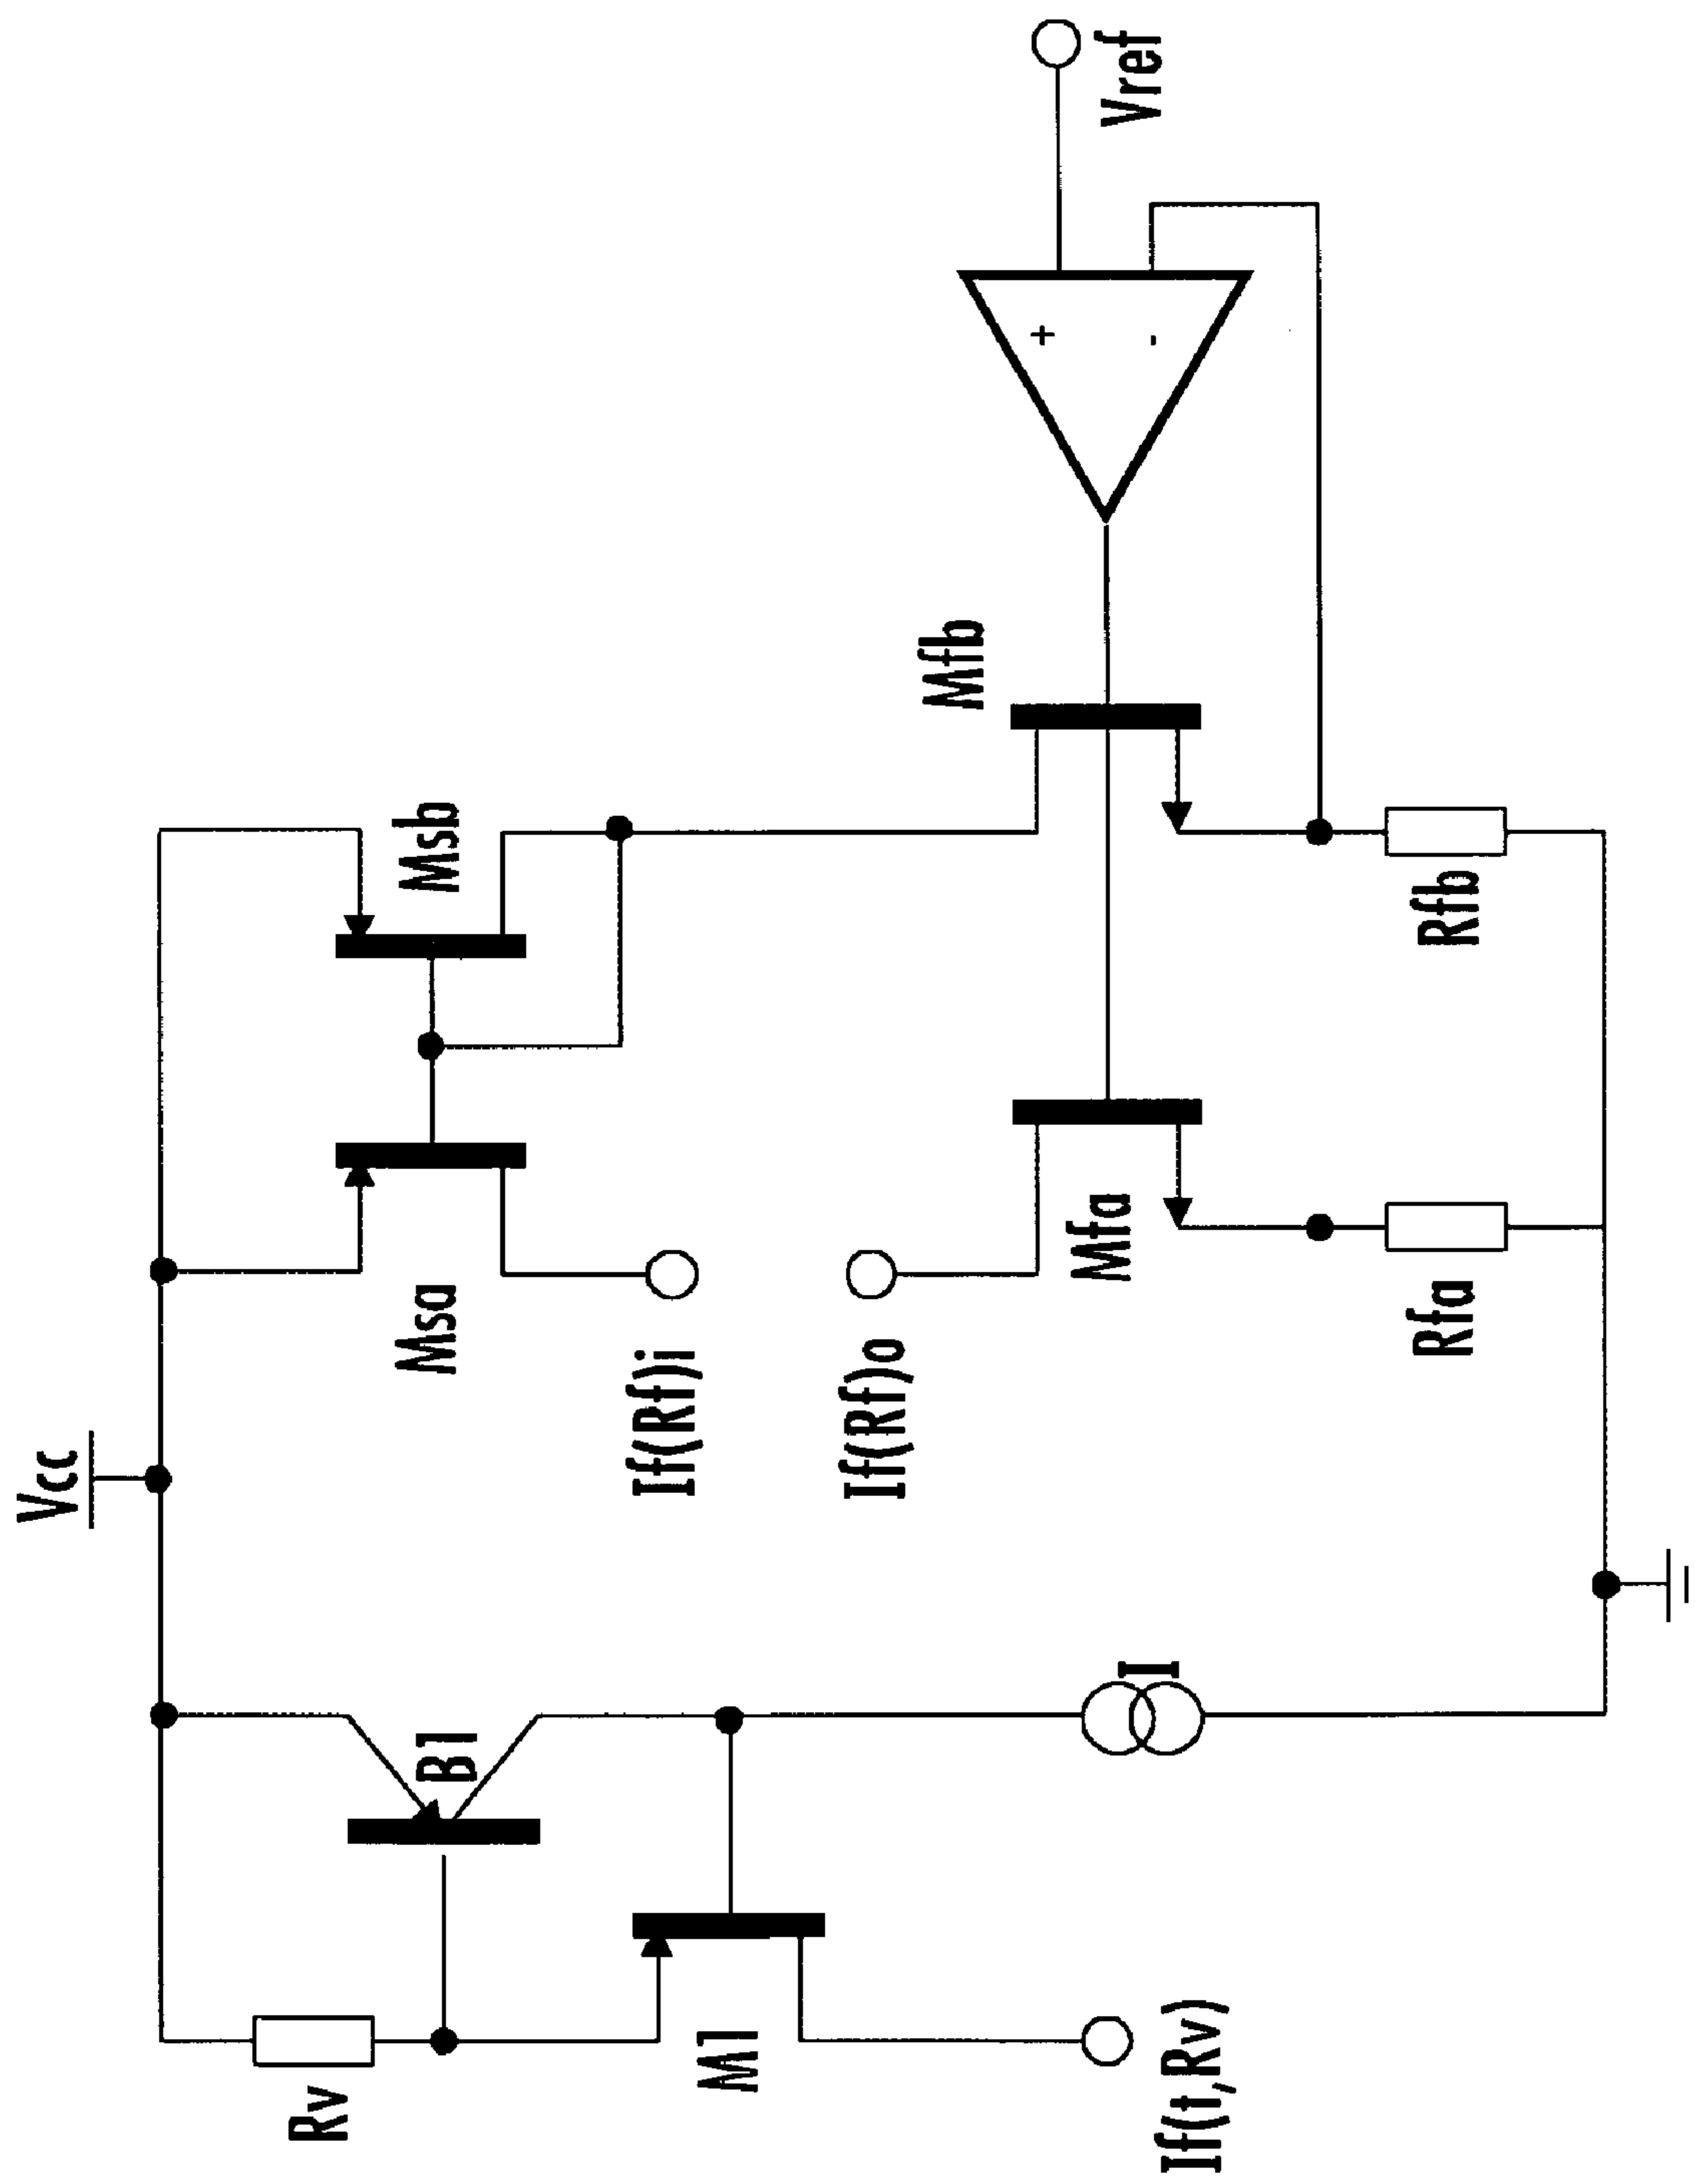 Vcc
Rv
B1
M1
If(t,Rv)
I
Msa
Msb
If(Rf)i
If(Rf)o
Mfa
Mfb
Rfa
Rfb
+
-
Vref